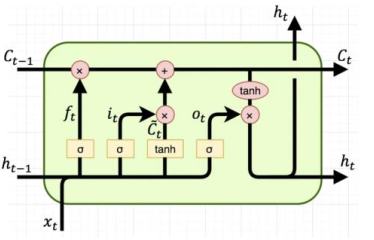 h_t
C_{t-1} × + C_t
tanh
f_t i_t × o_t ×
C̃_t
σ σ tanh σ
h_{t-1} h_t
x_t